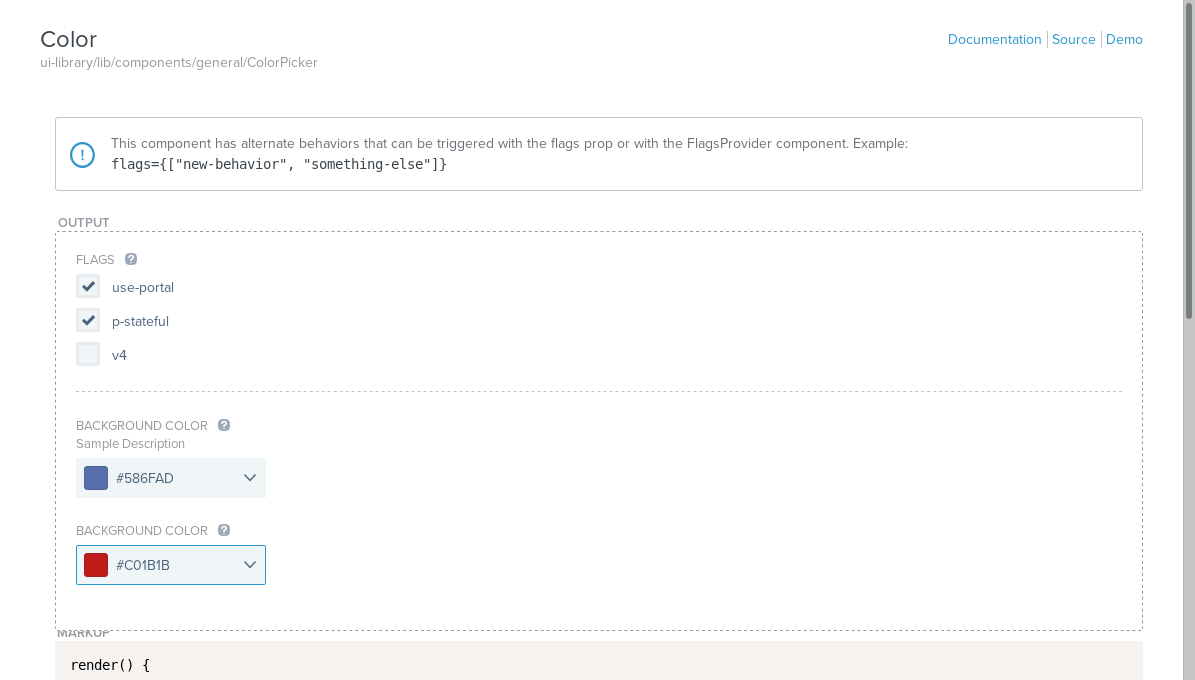 Color
Documentation Source Demo
ui-library/lib/components/general/ColorPicker
This component has alternate behaviors that can be triggered with the flags prop or with the FlagsProvider component. Example:
flags={["new-behavior", "something-else"]}
OUTPUT
FLAGS ?
use-portal
p-stateful
v4
BACKGROUND COLOR ?
Sample Description
#586FAD
BACKGROUND COLOR ?
#C01B1B
MARKUP
render() {